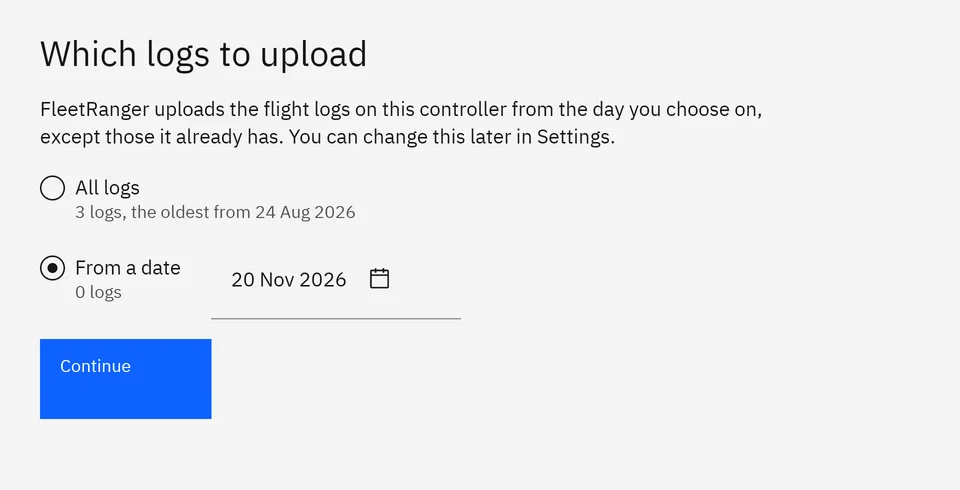 Which logs to upload
FleetRanger uploads the flight logs on this controller from the day you choose on,
except those it already has. You can change this later in Settings.
All logs
3 logs, the oldest from 24 Aug 2026
From a date
0 logs
20 Nov 2026
Continue